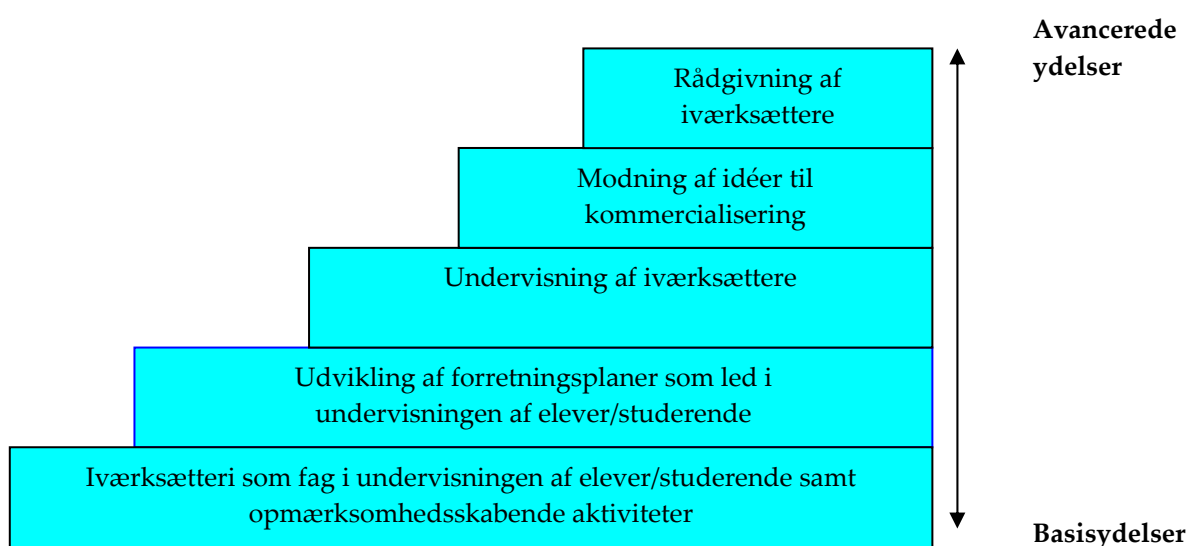 Avancerede
ydelser
Rådgivning af
iværksættere
Modning af idéer til
kommercialisering
Undervisning af iværksættere
Udvikling af forretningsplaner som led i
undervisningen af elever/studerende
Iværksætteri som fag i undervisningen af elever/studerende samt
opmærksomhedsskabende aktiviteter
Basisydelser